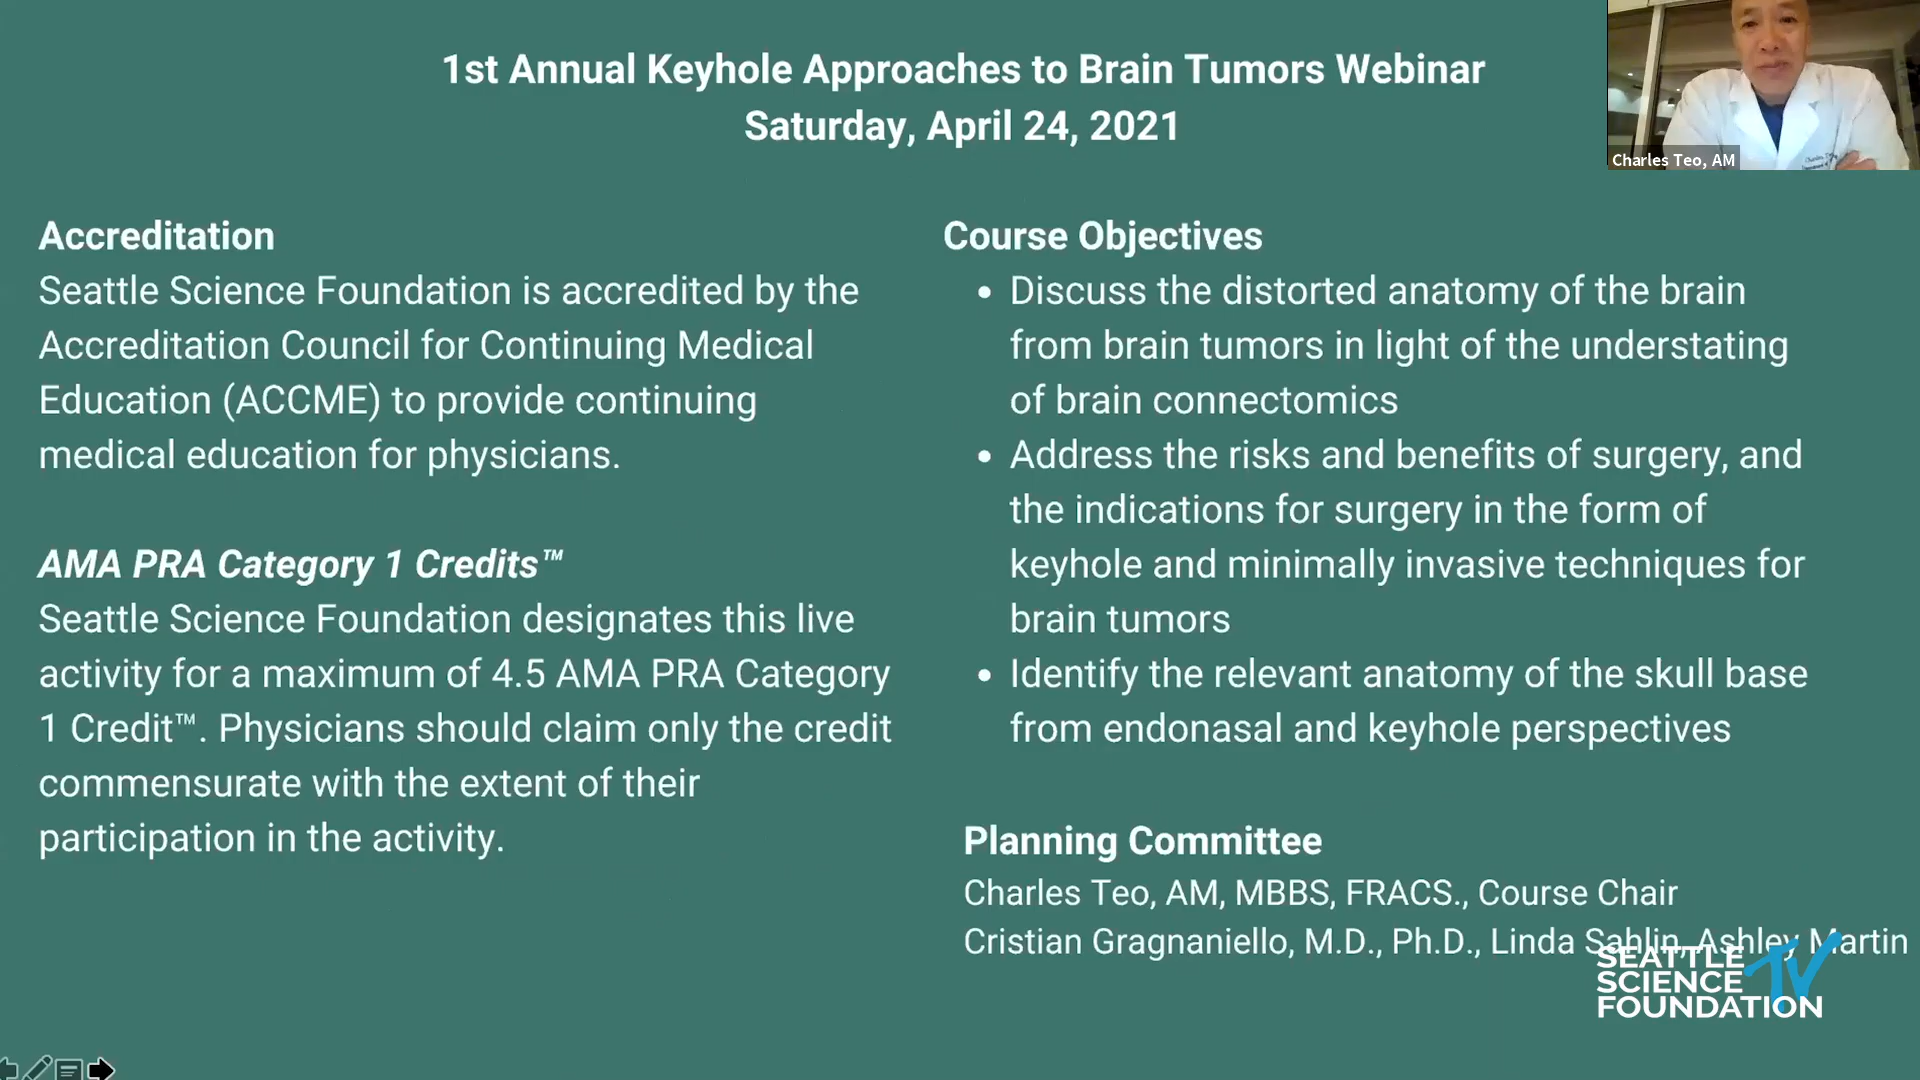 1st Annual Keyhole Approaches to Brain Tumors Webinar
Saturday, April 24, 2021
Charles Teo, AM
Accreditation
Seattle Science Foundation is accredited by the
Accreditation Council for Continuing Medical
Education (ACCME) to provide continuing
medical education for physicians.
AMA PRA Category 1 Credits™
Seattle Science Foundation designates this live
activity for a maximum of 4.5 AMA PRA Category
1 Credit™. Physicians should claim only the credit
commensurate with the extent of their
participation in the activity.
Course Objectives
• Discuss the distorted anatomy of the brain
from brain tumors in light of the understating
of brain connectomics
• Address the risks and benefits of surgery, and
the indications for surgery in the form of
keyhole and minimally invasive techniques for
brain tumors
• Identify the relevant anatomy of the skull base
from endonasal and keyhole perspectives
Planning Committee
Charles Teo, AM, MBBS, FRACS., Course Chair
Cristian Gragnaniello, M.D., Ph.D., Linda Sahlin, Ashley Martin
SEATTLE
SCIENCE TV
FOUNDATION